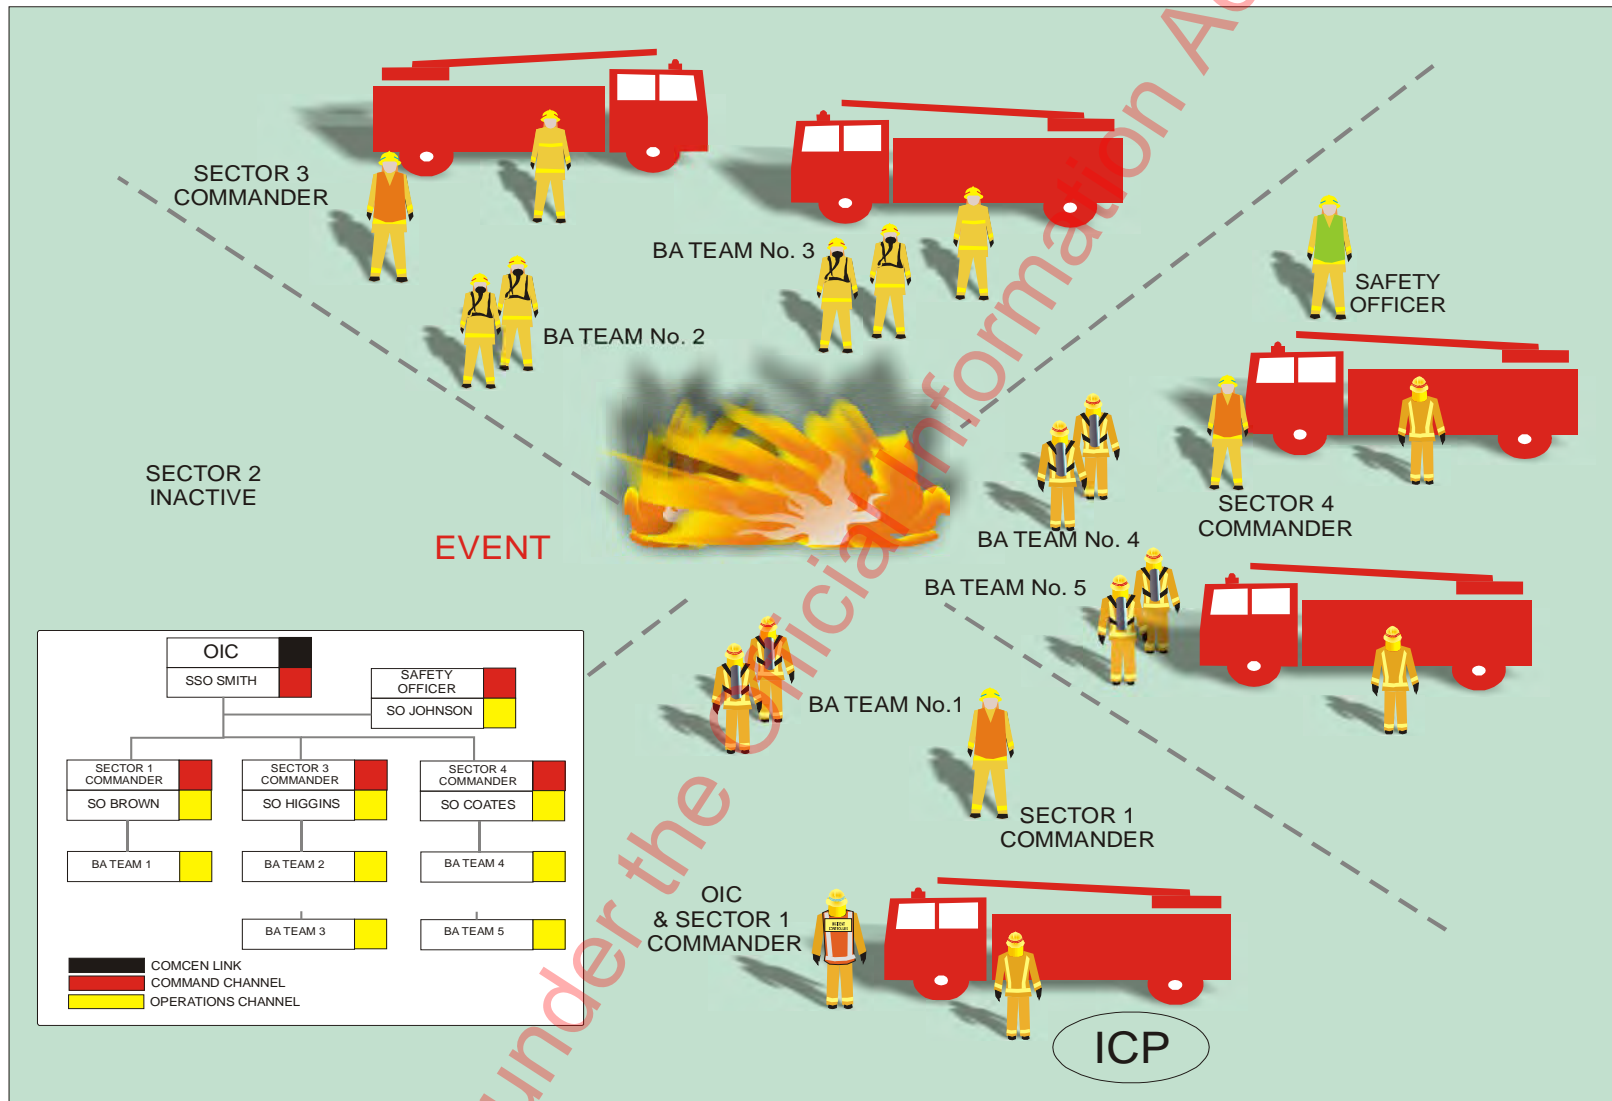 SECTOR 3
COMMANDER
BA TEAM No. 3
BA TEAM No. 2
SAFETY
OFFICER
SECTOR 2
INACTIVE
EVENT
SECTOR 4
COMMANDER
BA TEAM No. 4
BA TEAM No. 5
BA TEAM No.1
SECTOR 1
COMMANDER
OIC
& SECTOR 1
COMMANDER
ICP
OIC
SSO SMITH
SAFETY
OFFICER
SO JOHNSON
SECTOR 1
COMMANDER
SO BROWN
BA TEAM 1
SECTOR 3
COMMANDER
SO HIGGINS
BA TEAM 2
BA TEAM 3
SECTOR 4
COMMANDER
SO COATES
BA TEAM 4
BA TEAM 5
COMCEN LINK
COMMAND CHANNEL
OPERATIONS CHANNEL
under the Official Information Ac